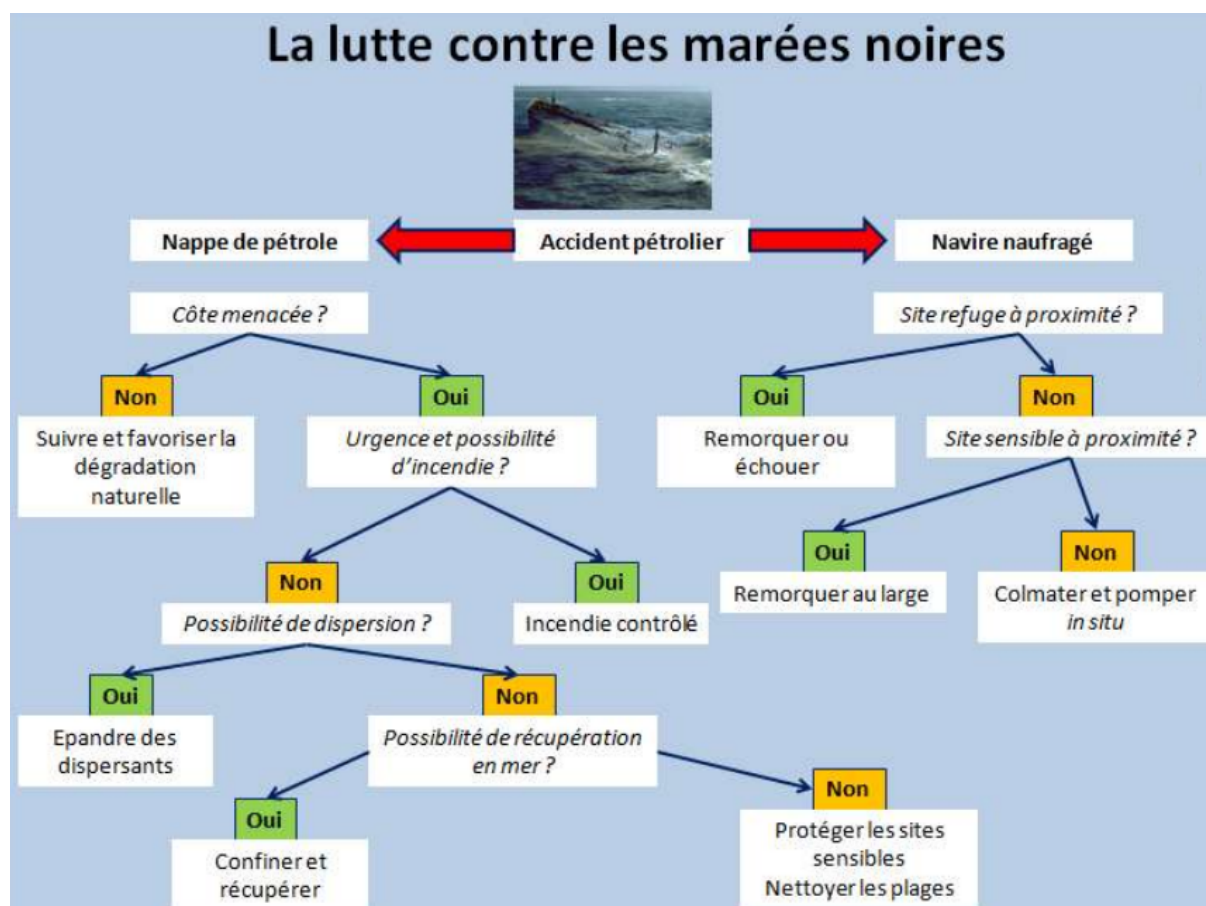 La lutte contre les marées noires
Nappe de pétrole
Accident pétrolier
Navire naufragé
Côte menacée ?
Site refuge à proximité ?
Non
Oui
Oui
Non
Suivre et favoriser la
dégradation
naturelle
Urgence et possibilité
d'incendie ?
Remorquer ou
échouer
Site sensible à proximité ?
Non
Oui
Oui
Non
Possibilité de dispersion ?
Incendie contrôlé
Remorquer au large
Colmater et pomper
in situ
Oui
Non
Epandre des
dispersants
Possibilité de récupération
en mer ?
Oui
Non
Confiner et
récupérer
Protéger les sites
sensibles
Nettoyer les plages